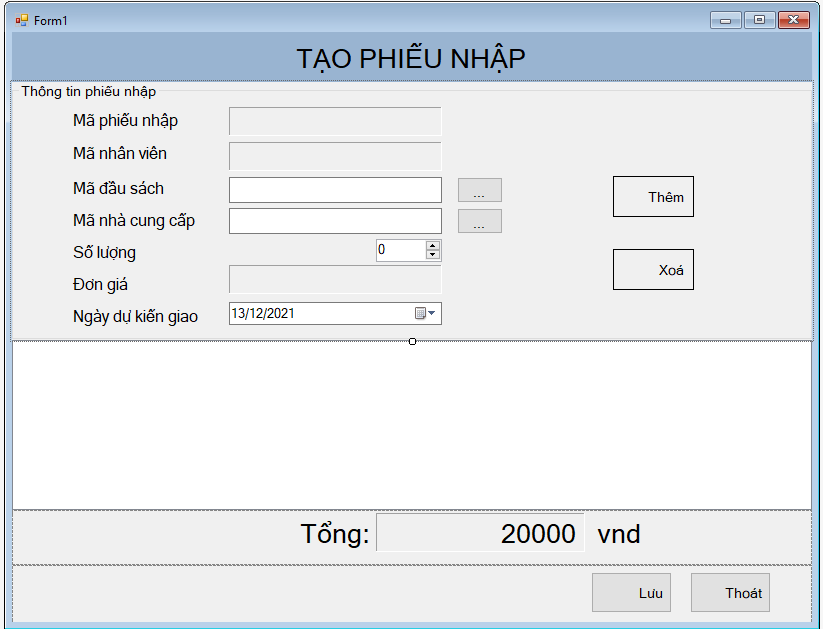 Form1
TẠO PHIẾU NHẬP
Thông tin phiếu nhập
Mã phiếu nhập
Mã nhân viên
Mã đầu sách ...
Thêm
Mã nhà cung cấp ...
Số lượng 0
Xoá
Đơn giá
Ngày dự kiến giao 13/12/2021
Tổng: 20000 vnd
Lưu Thoát